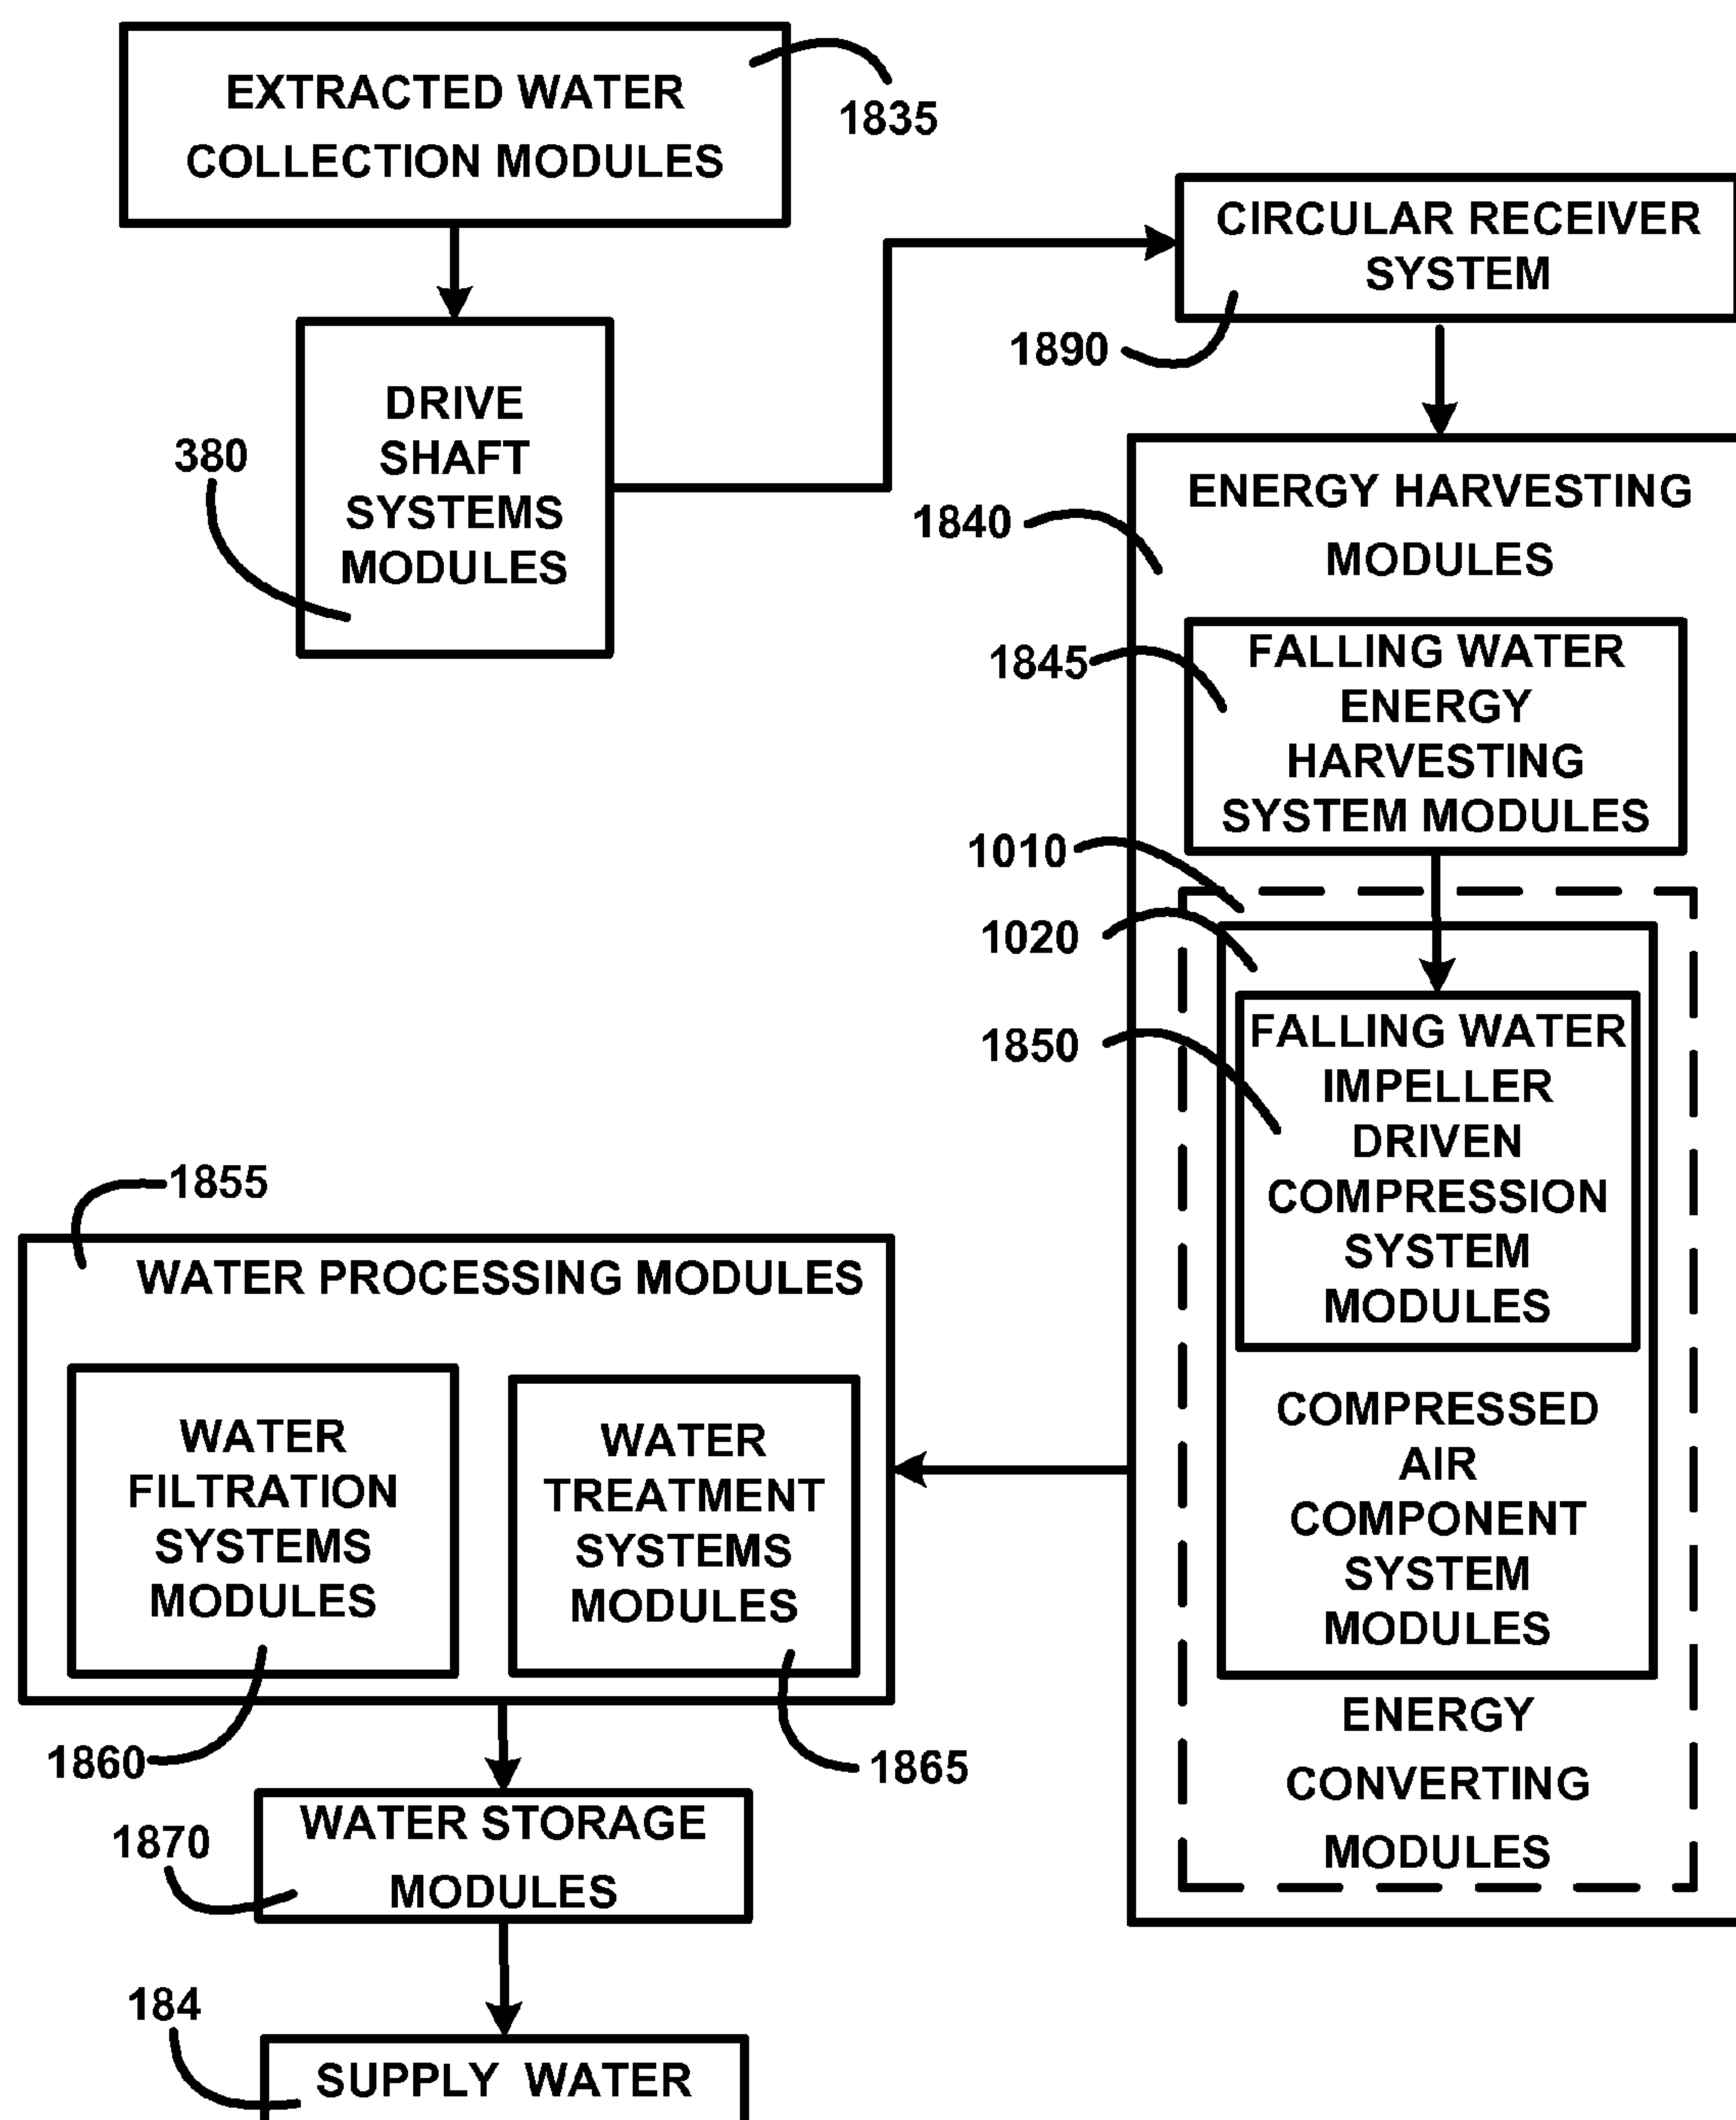 EXTRACTED WATER
COLLECTION MODULES
1835
DRIVE
SHAFT
SYSTEMS
MODULES
380
CIRCULAR RECEIVER
SYSTEM
1890
ENERGY HARVESTING
MODULES
1840
FALLING WATER
ENERGY
HARVESTING
SYSTEM MODULES
1845
1010
1020
1850
FALLING WATER
IMPELLER
DRIVEN
COMPRESSION
SYSTEM
MODULES
COMPRESSED
AIR
COMPONENT
SYSTEM
MODULES
ENERGY
CONVERTING
MODULES
1855
WATER PROCESSING MODULES
WATER
FILTRATION
SYSTEMS
MODULES
WATER
TREATMENT
SYSTEMS
MODULES
1860
1865
WATER STORAGE
MODULES
1870
184
SUPPLY WATER